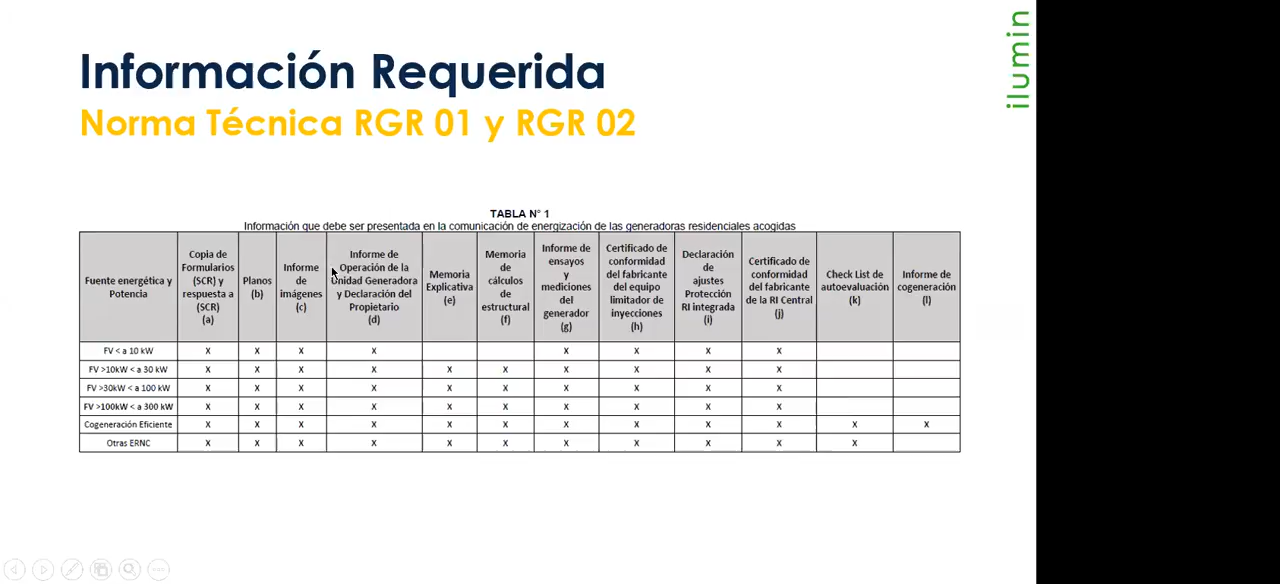 ilumin
Información Requerida
Norma Técnica RGR 01 y RGR 02
TABLA N° 1
Información que debe ser presentada en la comunicación de energización de las generadoras residenciales acogidas
Fuente energética y
Potencia
Copia de
Formularios
(SCR) y
respuesta a
(SCR)
(a)
Planos
(b)
Informe
de
imágenes
(c)
Informe de
Operación de la
Unidad Generadora
y Declaración del
Propietario
(d)
Memoria
Explicativa
(e)
Memoria
de
cálculos
de
estructural
(f)
Informe de
ensayos
y
mediciones
del
generador
(g)
Certificado de
conformidad
del fabricante
del equipo
limitador de
inyecciones
(h)
Declaración
de
ajustes
Protección
RI integrada
(i)
Certificado de
conformidad
del fabricante
de la RI Central
(j)
Check List de
autoevaluación
(k)
Informe de
cogeneración
(l)
FV < a 10 kW X X X X X X X X
FV >10kW < a 30 kW X X X X X X X X X X
FV >30kW < a 100 kW X X X X X X X X X X
FV >100kW < a 300 kW X X X X X X X X X X
Cogeneración Eficiente X X X X X X X X X X X X
Otras ERNC X X X X X X X X X X X